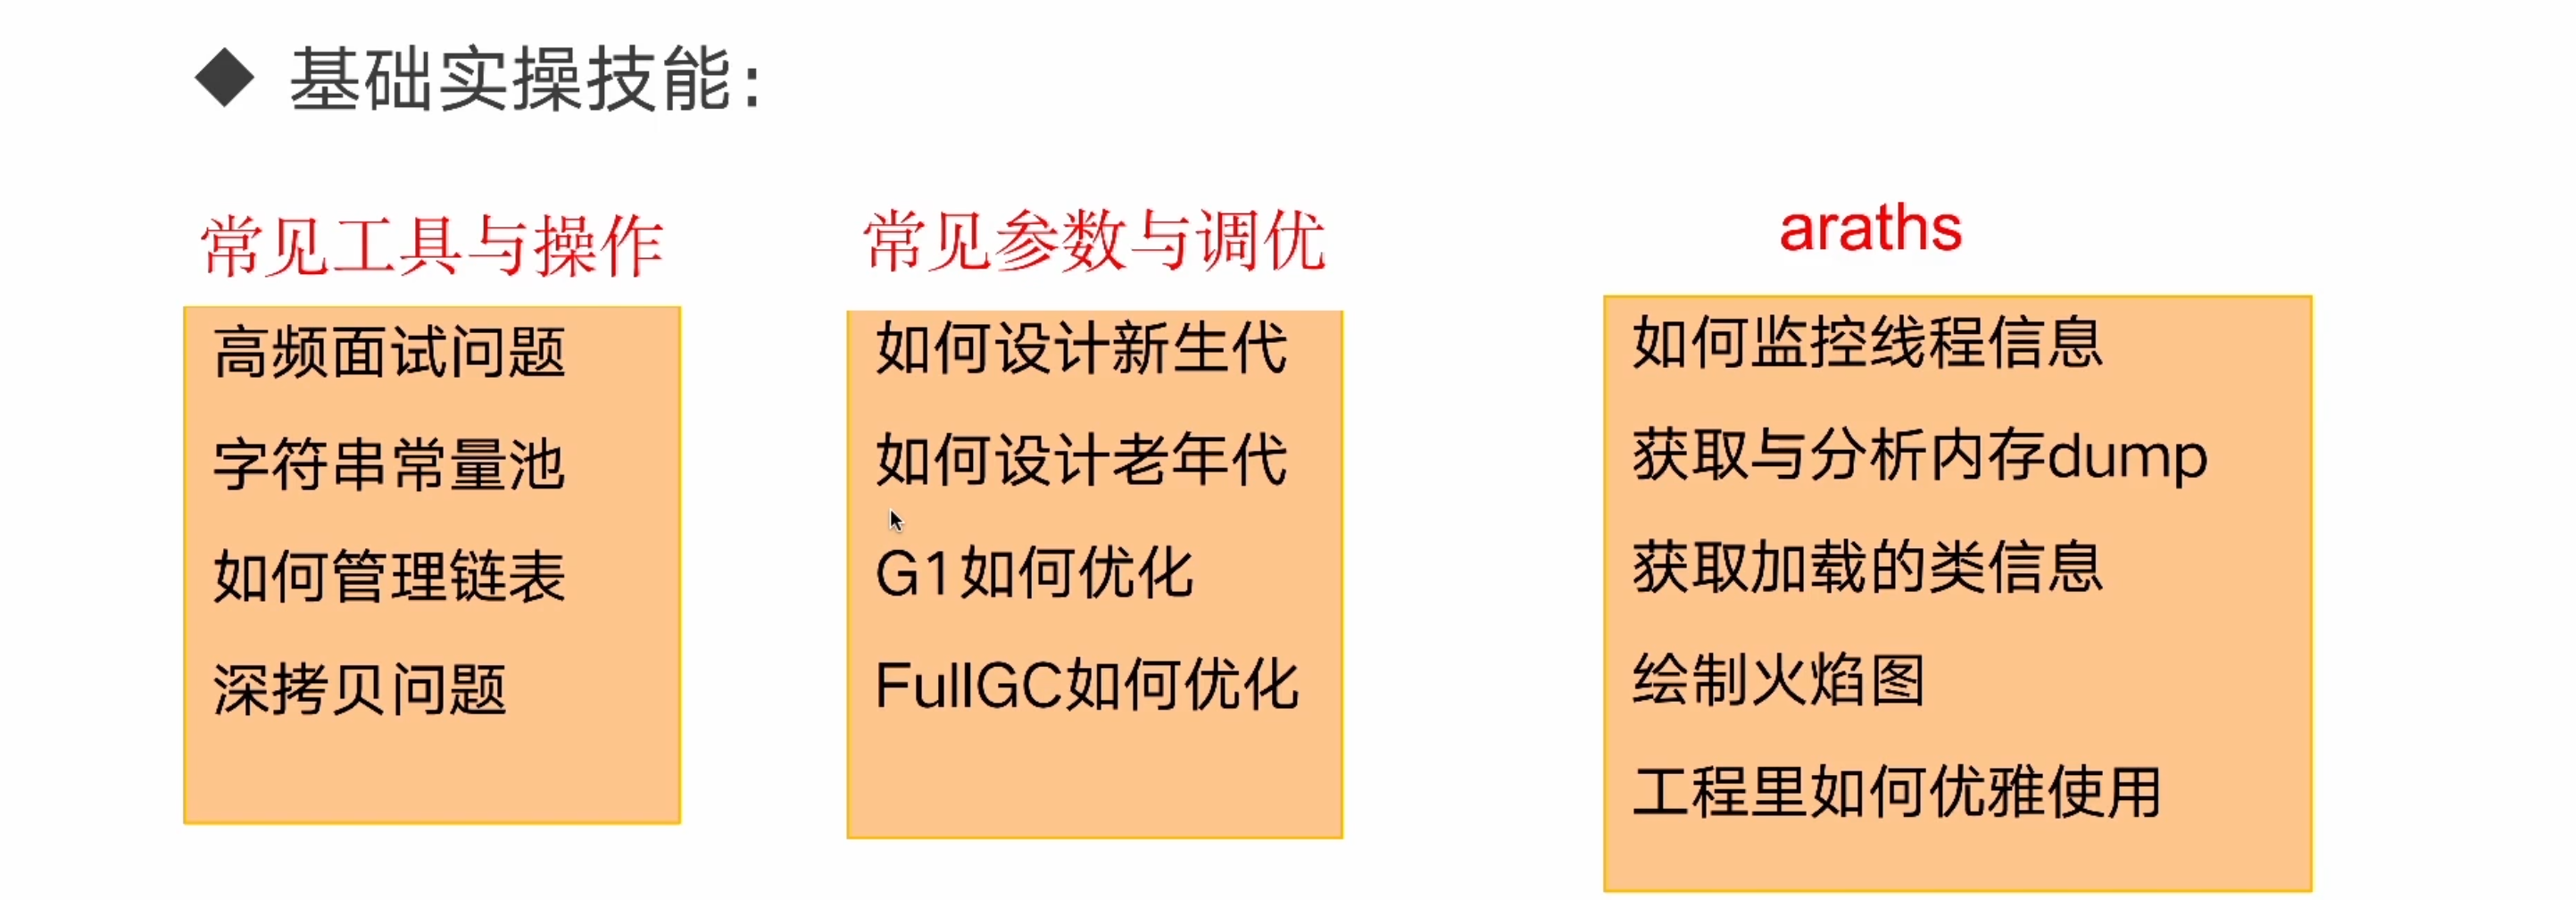 基础实操技能：
常见工具与操作
高频面试问题
字符串常量池
如何管理链表
深拷贝问题
常见参数与调优
如何设计新生代
如何设计老年代
G1如何优化
FullGC如何优化
araths
如何监控线程信息
获取与分析内存dump
获取加载的类信息
绘制火焰图
工程里如何优雅使用